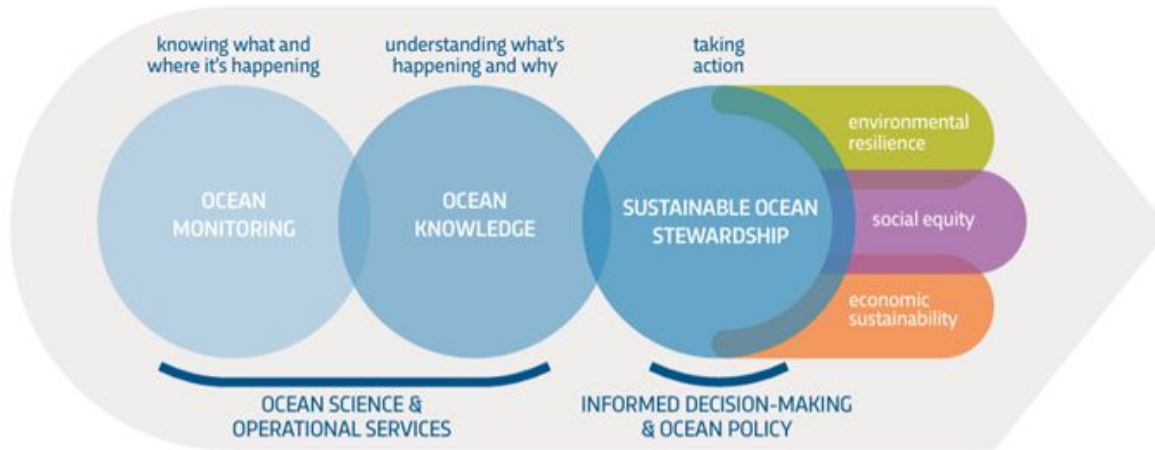 knowing what and
where it's happening
understanding what's
happening and why
taking
action
OCEAN
MONITORING
OCEAN
KNOWLEDGE
SUSTAINABLE OCEAN
STEWARDSHIP
environmental
resilience
social equity
economic
sustainability
OCEAN SCIENCE &
OPERATIONAL SERVICES
INFORMED DECISION-MAKING
& OCEAN POLICY